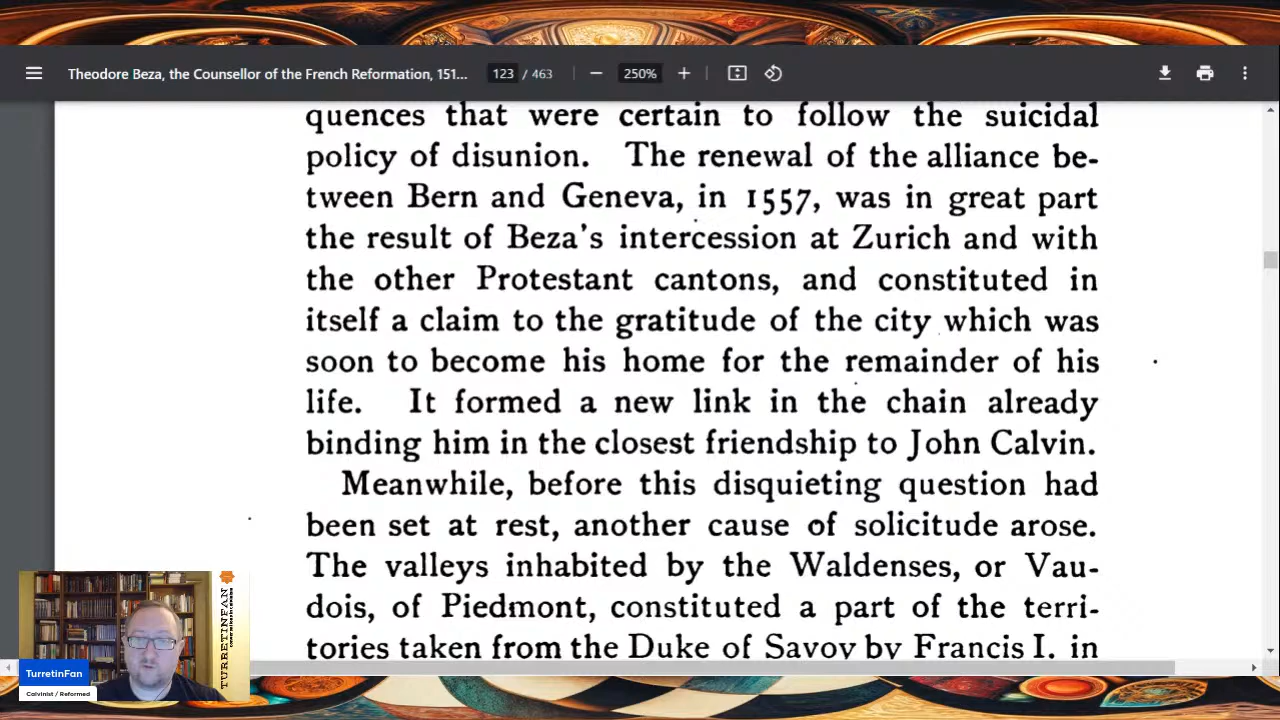 Theodore Beza, the Counsellor of the French Reformation, 151...
123 / 463
250%
quences that were certain to follow the suicidal
policy of disunion. The renewal of the alliance be-
tween Bern and Geneva, in 1557, was in great part
the result of Beza's intercession at Zurich and with
the other Protestant cantons, and constituted in
itself a claim to the gratitude of the city which was
soon to become his home for the remainder of his
life. It formed a new link in the chain already
binding him in the closest friendship to John Calvin.
Meanwhile, before this disquieting question had
been set at rest, another cause of solicitude arose.
The valleys inhabited by the Waldenses, or Vau-
dois, of Piedmont, constituted a part of the terri-
tories taken from the Duke of Savoy by Francis I. in
TURRETINFAN
TurretinFan
Calvinist / Reformed